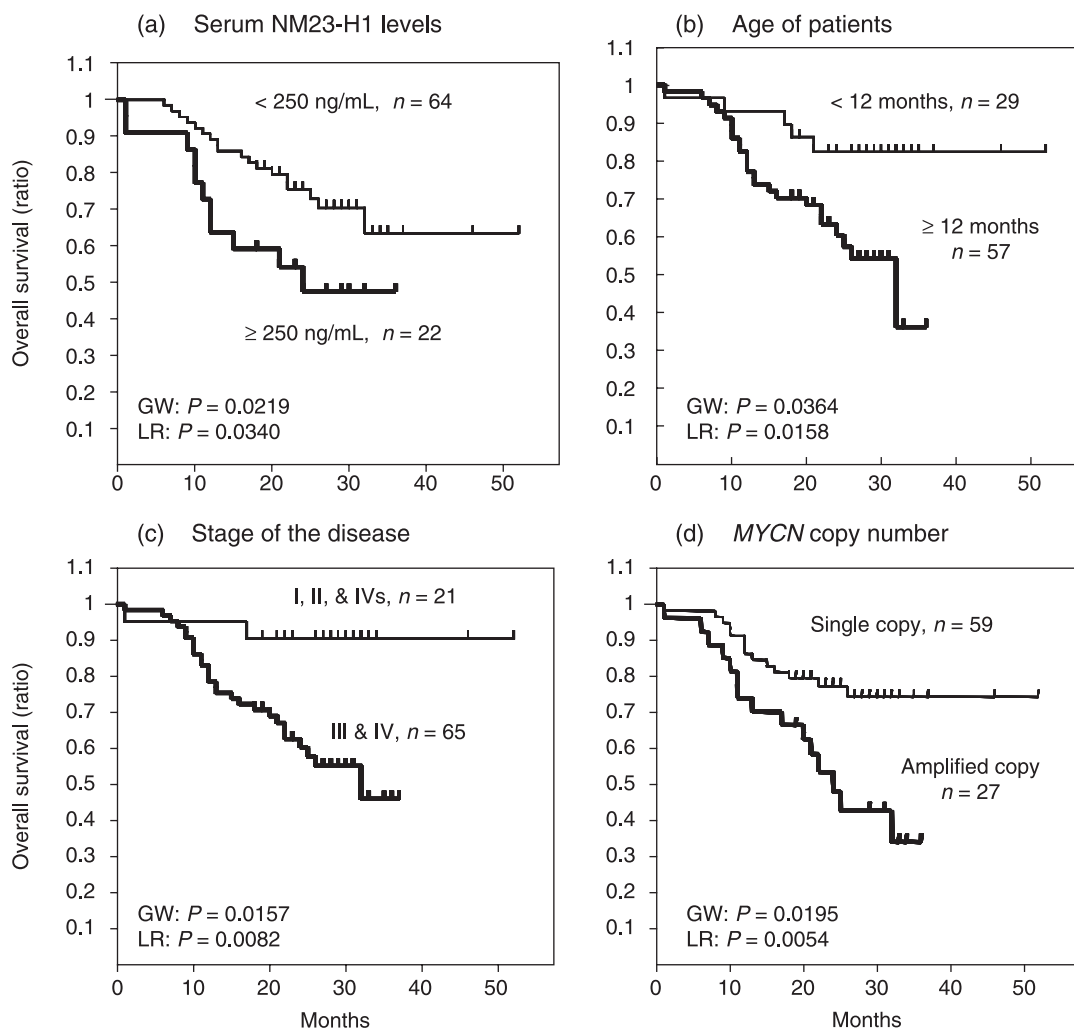 (a) Serum NM23-H1 levels
Overall survival (ratio)
1.1
1
0.9
0.8
0.7
0.6
0.5
0.4
0.3
0.2
0.1
< 250 ng/mL, n = 64
≥ 250 ng/mL, n = 22
GW: P = 0.0219
LR: P = 0.0340
0 10 20 30 40 50
(b) Age of patients
1.1
1
0.9
0.8
0.7
0.6
0.5
0.4
0.3
0.2
0.1
< 12 months, n = 29
≥ 12 months
n = 57
GW: P = 0.0364
LR: P = 0.0158
0 10 20 30 40 50
(c) Stage of the disease
Overall survival (ratio)
1.1
1
0.9
0.8
0.7
0.6
0.5
0.4
0.3
0.2
0.1
I, II, & IVs, n = 21
III & IV, n = 65
GW: P = 0.0157
LR: P = 0.0082
0 10 20 30 40 50
Months
(d) MYCN copy number
1.1
1
0.9
0.8
0.7
0.6
0.5
0.4
0.3
0.2
0.1
Single copy, n = 59
Amplified copy
n = 27
GW: P = 0.0195
LR: P = 0.0054
0 10 20 30 40 50
Months